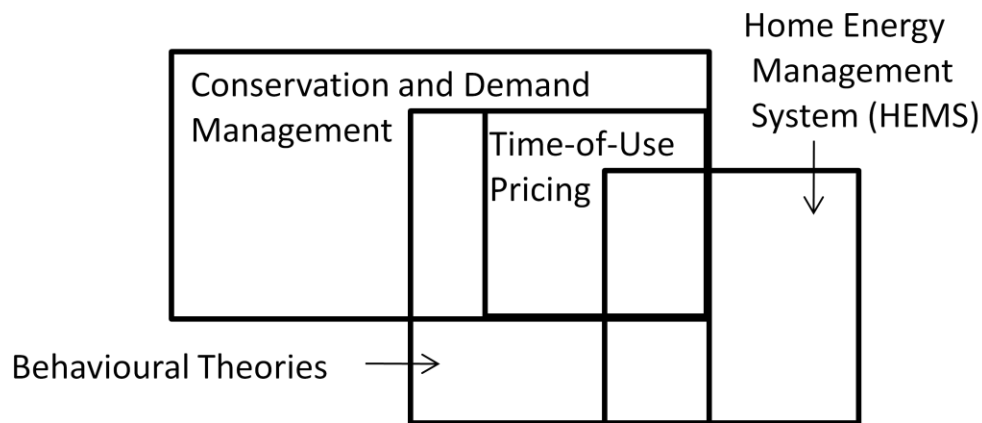 Home Energy
Management
System (HEMS)
Conservation and Demand
Management
Time-of-Use
Pricing
Behavioural Theories